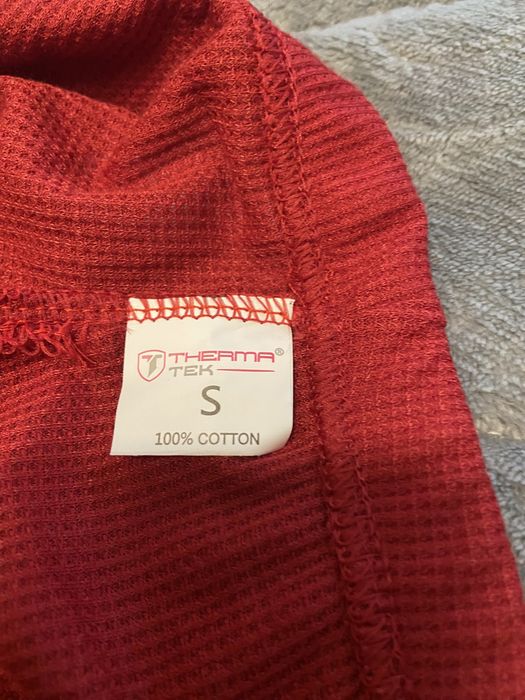 THERMA®
TEK
S
100% COTTON